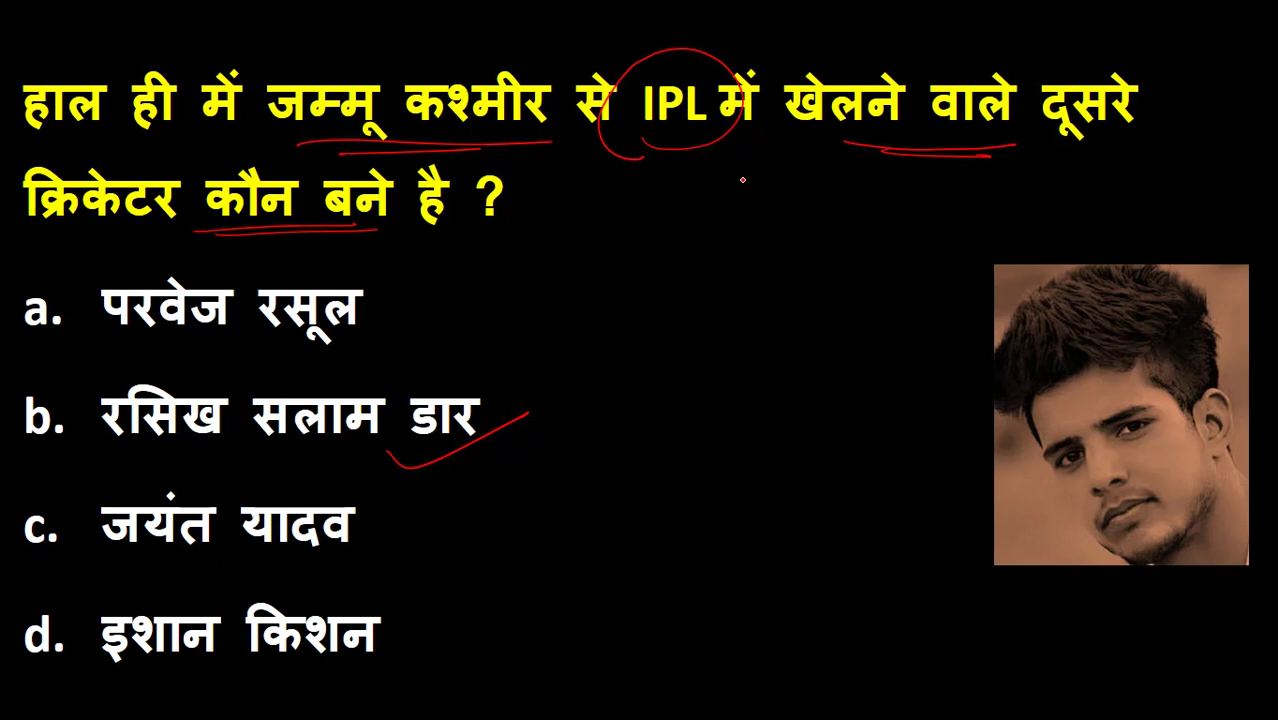 हाल ही में जम्मू कश्मीर से IPL में खेलने वाले दूसरे
क्रिकेटर कौन बने है ?
a. परवेज रसूल
b. रसिख सलाम डार
c. जयंत यादव
d. इशान किशन